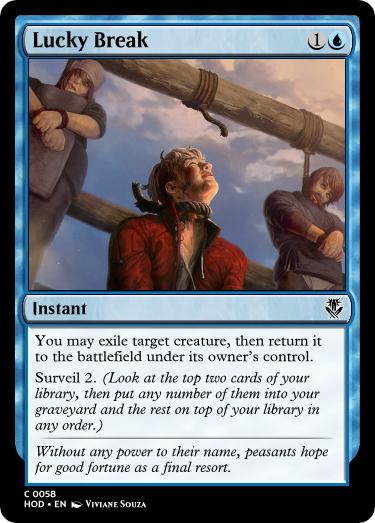 Lucky Break
1
Instant
You may exile target creature, then return it
to the battlefield under its owner's control.
Surveil 2. (Look at the top two cards of your
library, then put any number of them into your
graveyard and the rest on top of your library in
any order.)
Without any power to their name, peasants hope
for good fortune as a final resort.
C 0058
HOD • EN Viviane Souza